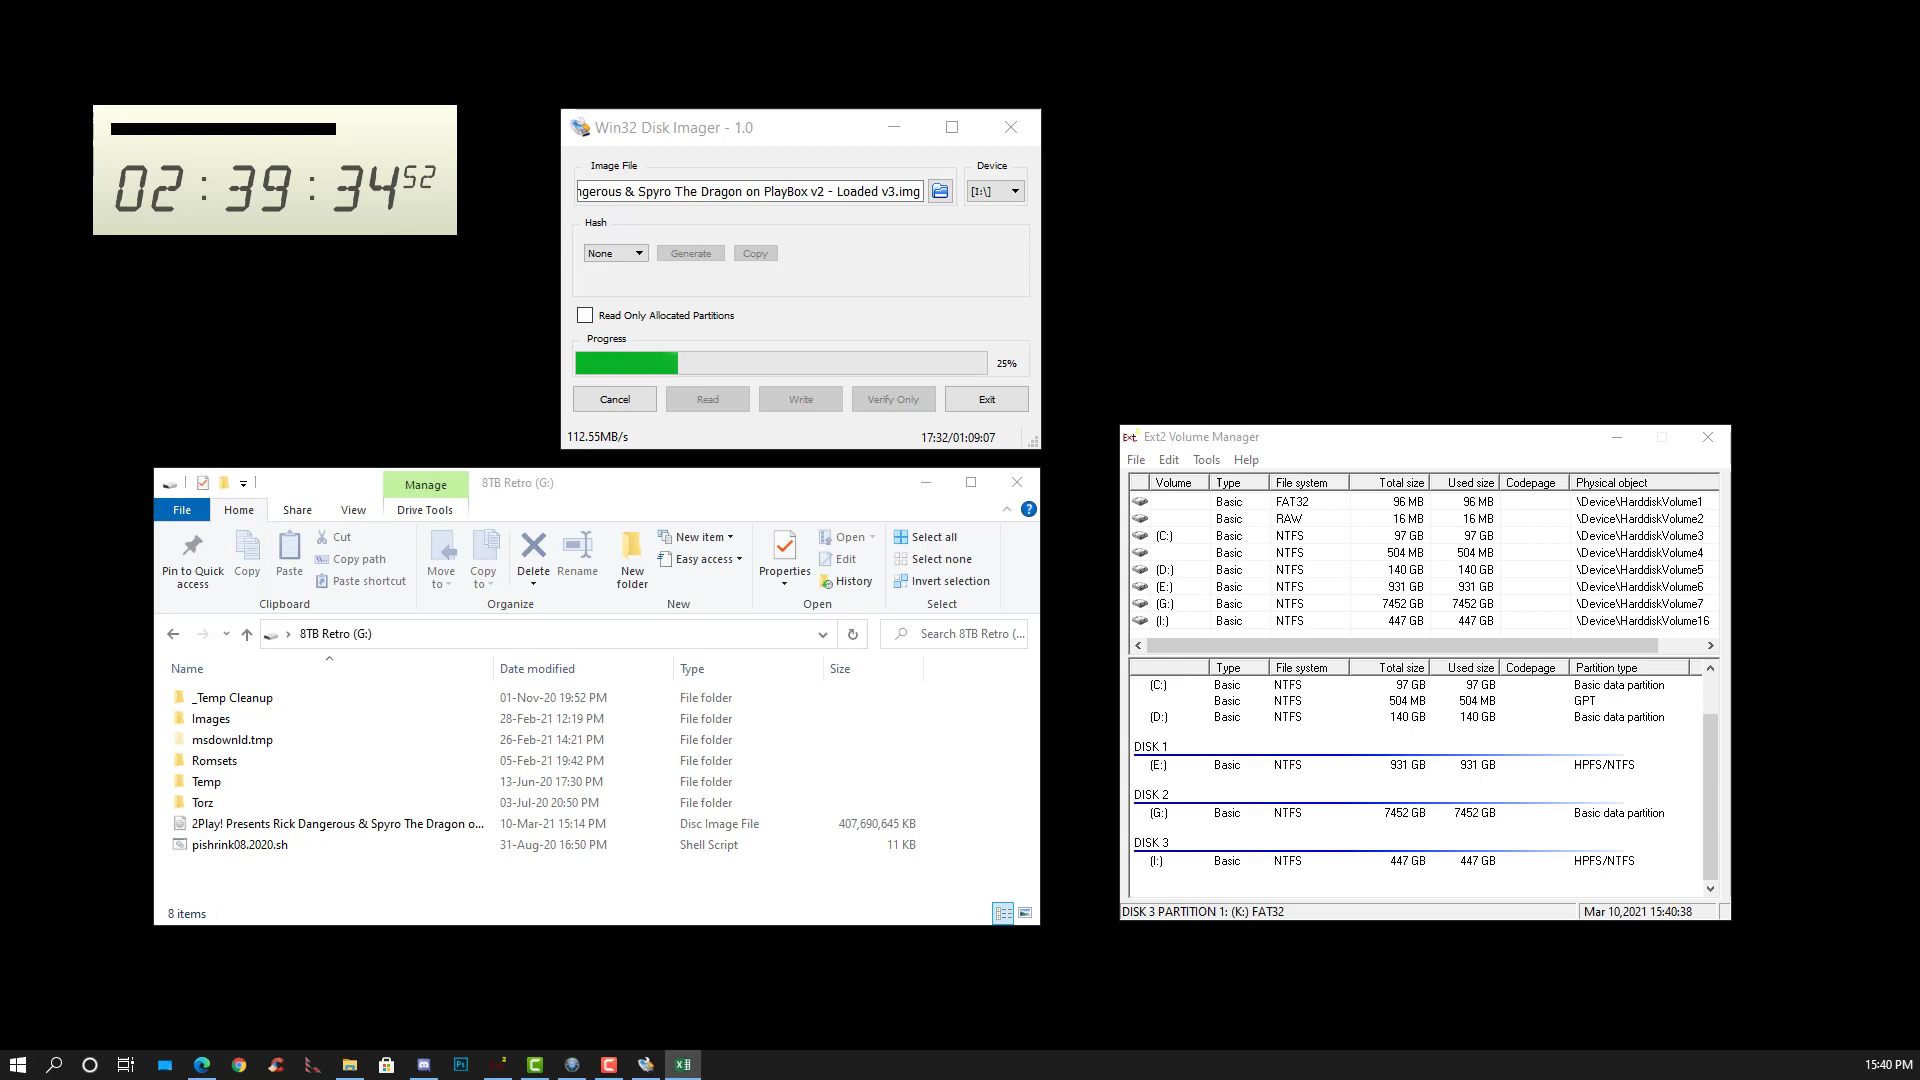 02:39:34 52
Win32 Disk Imager - 1.0
Image File
Device
ngerous & Spyro The Dragon on PlayBox v2 - Loaded v3.img
[I:\]
Hash
None
Generate
Copy
Read Only Allocated Partitions
Progress
25%
Cancel
Read
Write
Verify Only
Exit
112.55MB/s
17:32/01:09:07
Manage
8TB Retro (G:)
File
Home
Share
View
Drive Tools
Pin to Quick access
Copy
Paste
Cut
Copy path
Paste shortcut
Clipboard
Move to
Copy to
Delete
Rename
Organize
New folder
New item
Easy access
New
Properties
Open
Edit
History
Open
Select all
Select none
Invert selection
Select
8TB Retro (G:)
Search 8TB Retro (...
Name Date modified Type Size
_Temp Cleanup 01-Nov-20 19:52 PM File folder
Images 28-Feb-21 12:19 PM File folder
msdownld.tmp 26-Feb-21 14:21 PM File folder
Romsets 05-Feb-21 19:42 PM File folder
Temp 13-Jun-20 17:30 PM File folder
Torz 03-Jul-20 20:50 PM File folder
2Play! Presents Rick Dangerous & Spyro The Dragon o... 10-Mar-21 15:14 PM Disc Image File 407,690,645 KB
pishrink08.2020.sh 31-Aug-20 16:50 PM Shell Script 11 KB
8 items
Ext2 Volume Manager
File Edit Tools Help
Volume Type File system Total size Used size Codepage Physical object
Basic FAT32 96 MB 96 MB \Device\HarddiskVolume1
Basic RAW 16 MB 16 MB \Device\HarddiskVolume2
(C:) Basic NTFS 97 GB 97 GB \Device\HarddiskVolume3
Basic NTFS 504 MB 504 MB \Device\HarddiskVolume4
(D:) Basic NTFS 140 GB 140 GB \Device\HarddiskVolume5
(E:) Basic NTFS 931 GB 931 GB \Device\HarddiskVolume6
(G:) Basic NTFS 7452 GB 7452 GB \Device\HarddiskVolume7
(I:) Basic NTFS 447 GB 447 GB \Device\HarddiskVolume16
Type File system Total size Used size Codepage Partition type
(C:) Basic NTFS 97 GB 97 GB Basic data partition
Basic NTFS 504 MB 504 MB GPT
(D:) Basic NTFS 140 GB 140 GB Basic data partition
DISK 1
(E:) Basic NTFS 931 GB 931 GB HPFS/NTFS
DISK 2
(G:) Basic NTFS 7452 GB 7452 GB Basic data partition
DISK 3
(I:) Basic NTFS 447 GB 447 GB HPFS/NTFS
DISK 3 PARTITION 1: (K:) FAT32
Mar 10,2021 15:40:38
15:40 PM